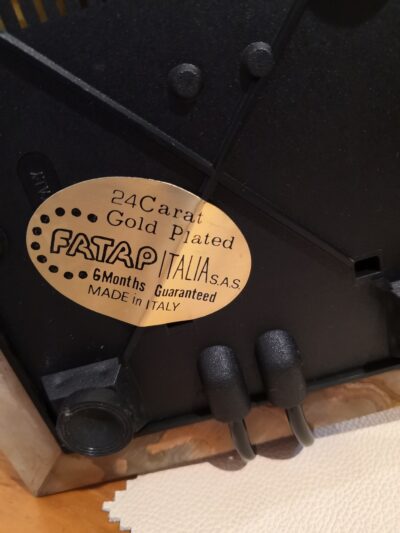 24Carat
Gold Plated
FATAP ITALIA S.A.S.
6Months Guaranteed
MADE in ITALY